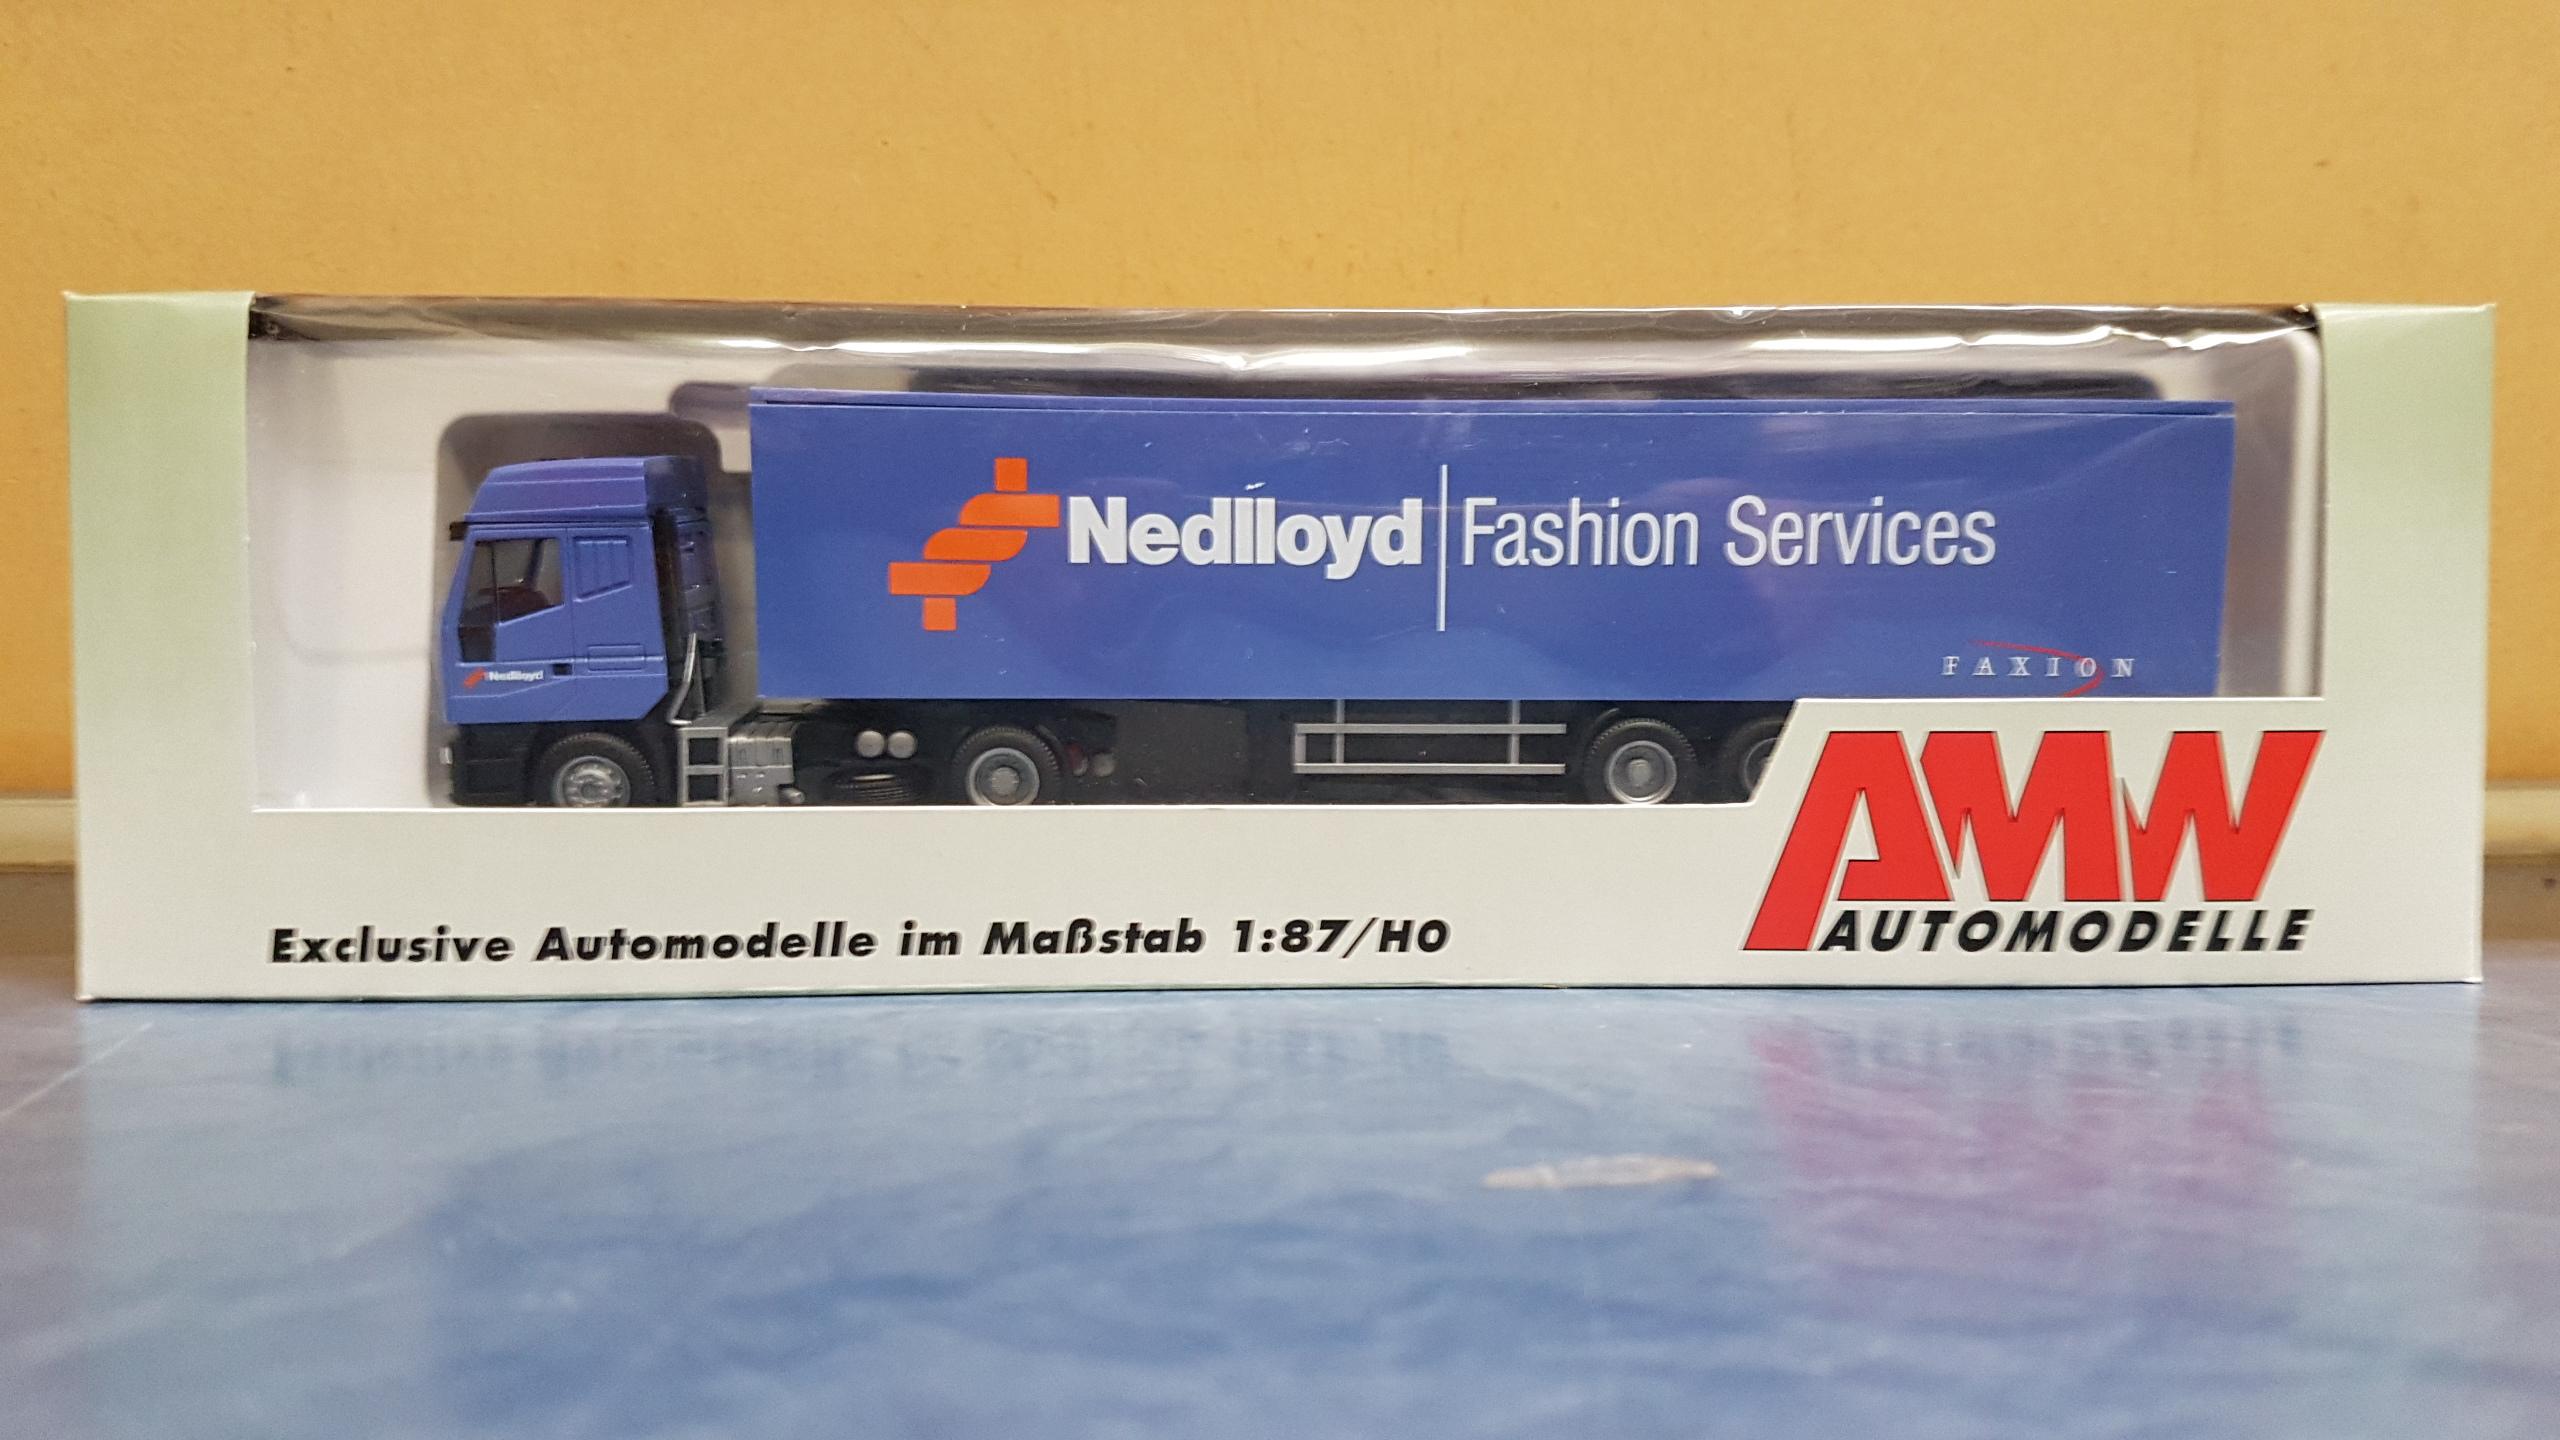 Nedlloyd | Fashion Services
FAXION
Nedlloyd
AMW
AUTOMODELLE
Exclusive Automodelle im Maßstab 1:87/H0